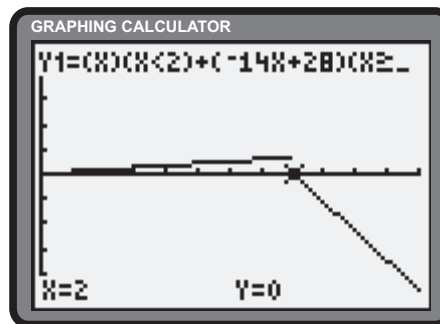 GRAPHING CALCULATOR
Y1=(X)(X<2)+(-14X+28)(X≥_
X=2 Y=0